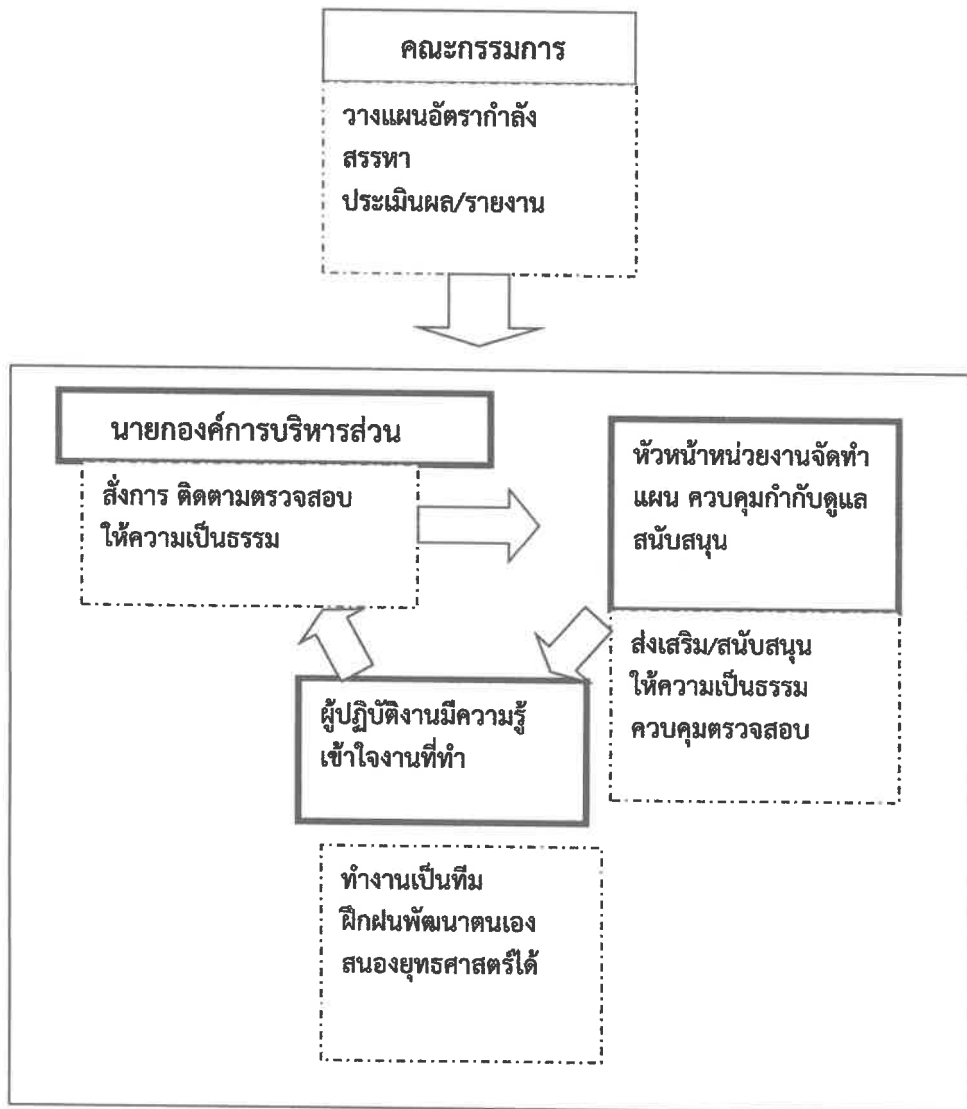 คณะกรรมการ
วางแผนอัตรากำลัง
สรรหา
ประเมินผล/รายงาน
นายกองค์การบริหารส่วน
สั่งการ ติดตามตรวจสอบ
ให้ความเป็นธรรม
หัวหน้าหน่วยงานจัดทำ
แผน ควบคุมกำกับดูแล
สนับสนุน
ส่งเสริม/สนับสนุน
ให้ความเป็นธรรม
ควบคุมตรวจสอบ
ผู้ปฏิบัติงานมีความรู้
เข้าใจงานที่ทำ
ทำงานเป็นทีม
ฝึกฝนพัฒนาตนเอง
สนองยุทธศาสตร์ได้